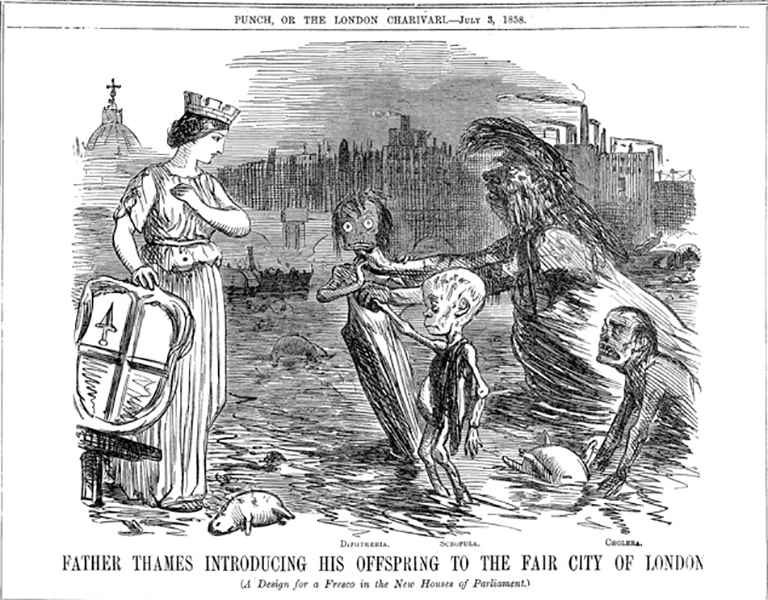 PUNCH, OR THE LONDON CHARIVARI.—July 3, 1858.
Diphtheria. Scrofula. Cholera.
FATHER THAMES INTRODUCING HIS OFFSPRING TO THE FAIR CITY OF LONDON
(A Design for a Fresco in the New Houses of Parliament.)